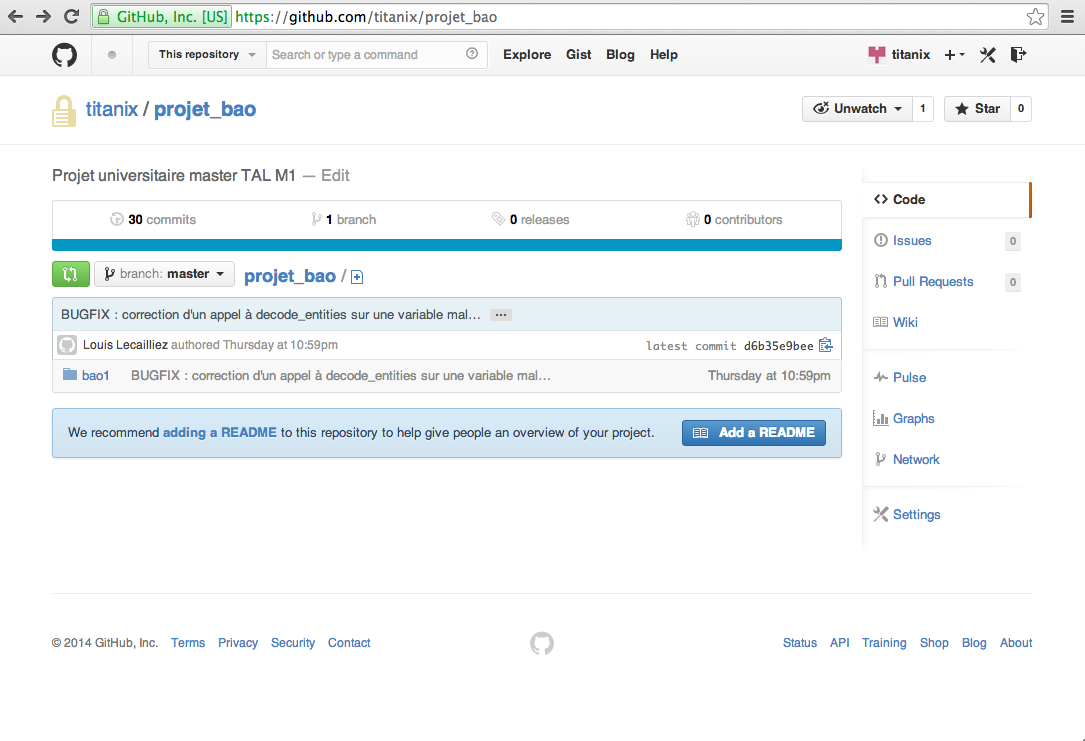 GitHub, Inc. [US] https://github.com/titanix/projet_bao
This repository Search or type a command Explore Gist Blog Help titanix
titanix / projet_bao Unwatch 1 Star 0
Projet universitaire master TAL M1 — Edit
30 commits 1 branch 0 releases 0 contributors
branch: master projet_bao /
BUGFIX : correction d'un appel à decode_entities sur une variable mal… ...
Louis Lecailliez authored Thursday at 10:59pm latest commit d6b35e9bee
bao1 BUGFIX : correction d'un appel à decode_entities sur une variable mal… Thursday at 10:59pm
We recommend adding a README to this repository to help give people an overview of your project. Add a README
Code
Issues 0
Pull Requests 0
Wiki
Pulse
Graphs
Network
Settings
© 2014 GitHub, Inc. Terms Privacy Security Contact Status API Training Shop Blog About